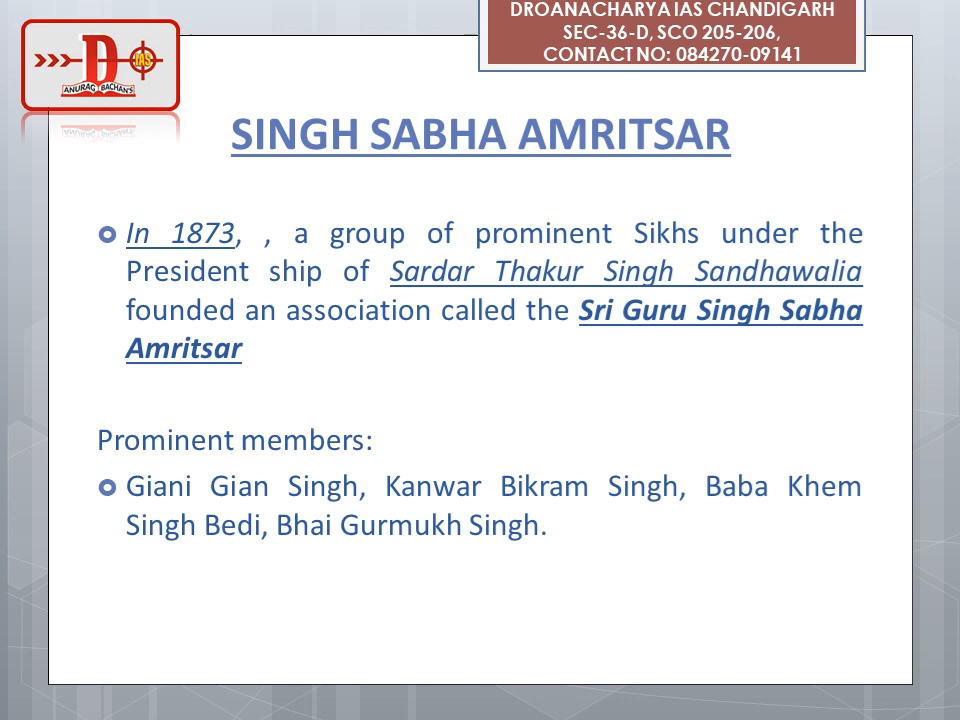 DROANACHARYA IAS CHANDIGARH
SEC-36-D, SCO 205-206,
CONTACT NO: 084270-09141
D
IAS
ANURAG BACHAN'S
SINGH SABHA AMRITSAR
In 1873, , a group of prominent Sikhs under the
President ship of Sardar Thakur Singh Sandhawalia
founded an association called the Sri Guru Singh Sabha
Amritsar
Prominent members:
Giani Gian Singh, Kanwar Bikram Singh, Baba Khem
Singh Bedi, Bhai Gurmukh Singh.